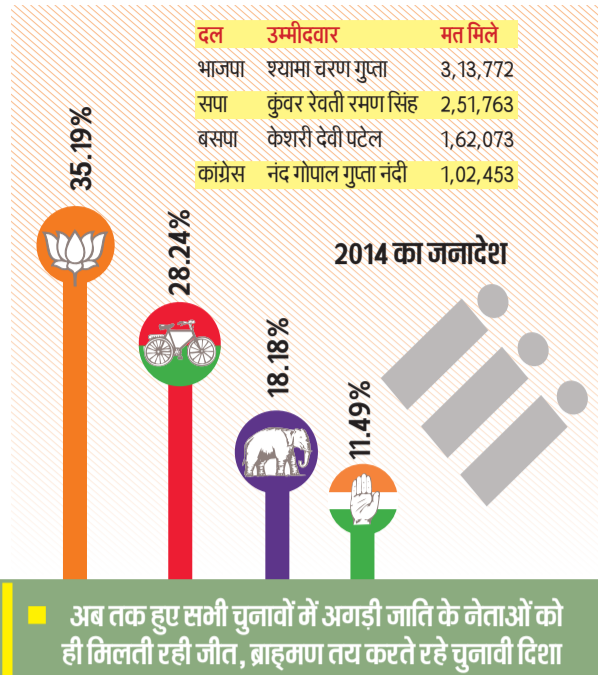 दल उम्मीदवार मत मिले
भाजपा श्यामा चरण गुप्ता 3,13,772
सपा कुंवर रेवती रमण सिंह 2,51,763
बसपा केशरी देवी पटेल 1,62,073
कांग्रेस नंद गोपाल गुप्ता नंदी 1,02,453
35.19%
28.24%
18.18%
11.49%
2014 का जनादेश
अब तक हुए सभी चुनावों में अगड़ी जाति के नेताओं को
ही मिलती रही जीत, ब्राह्मण तय करते रहे चुनावी दिशा